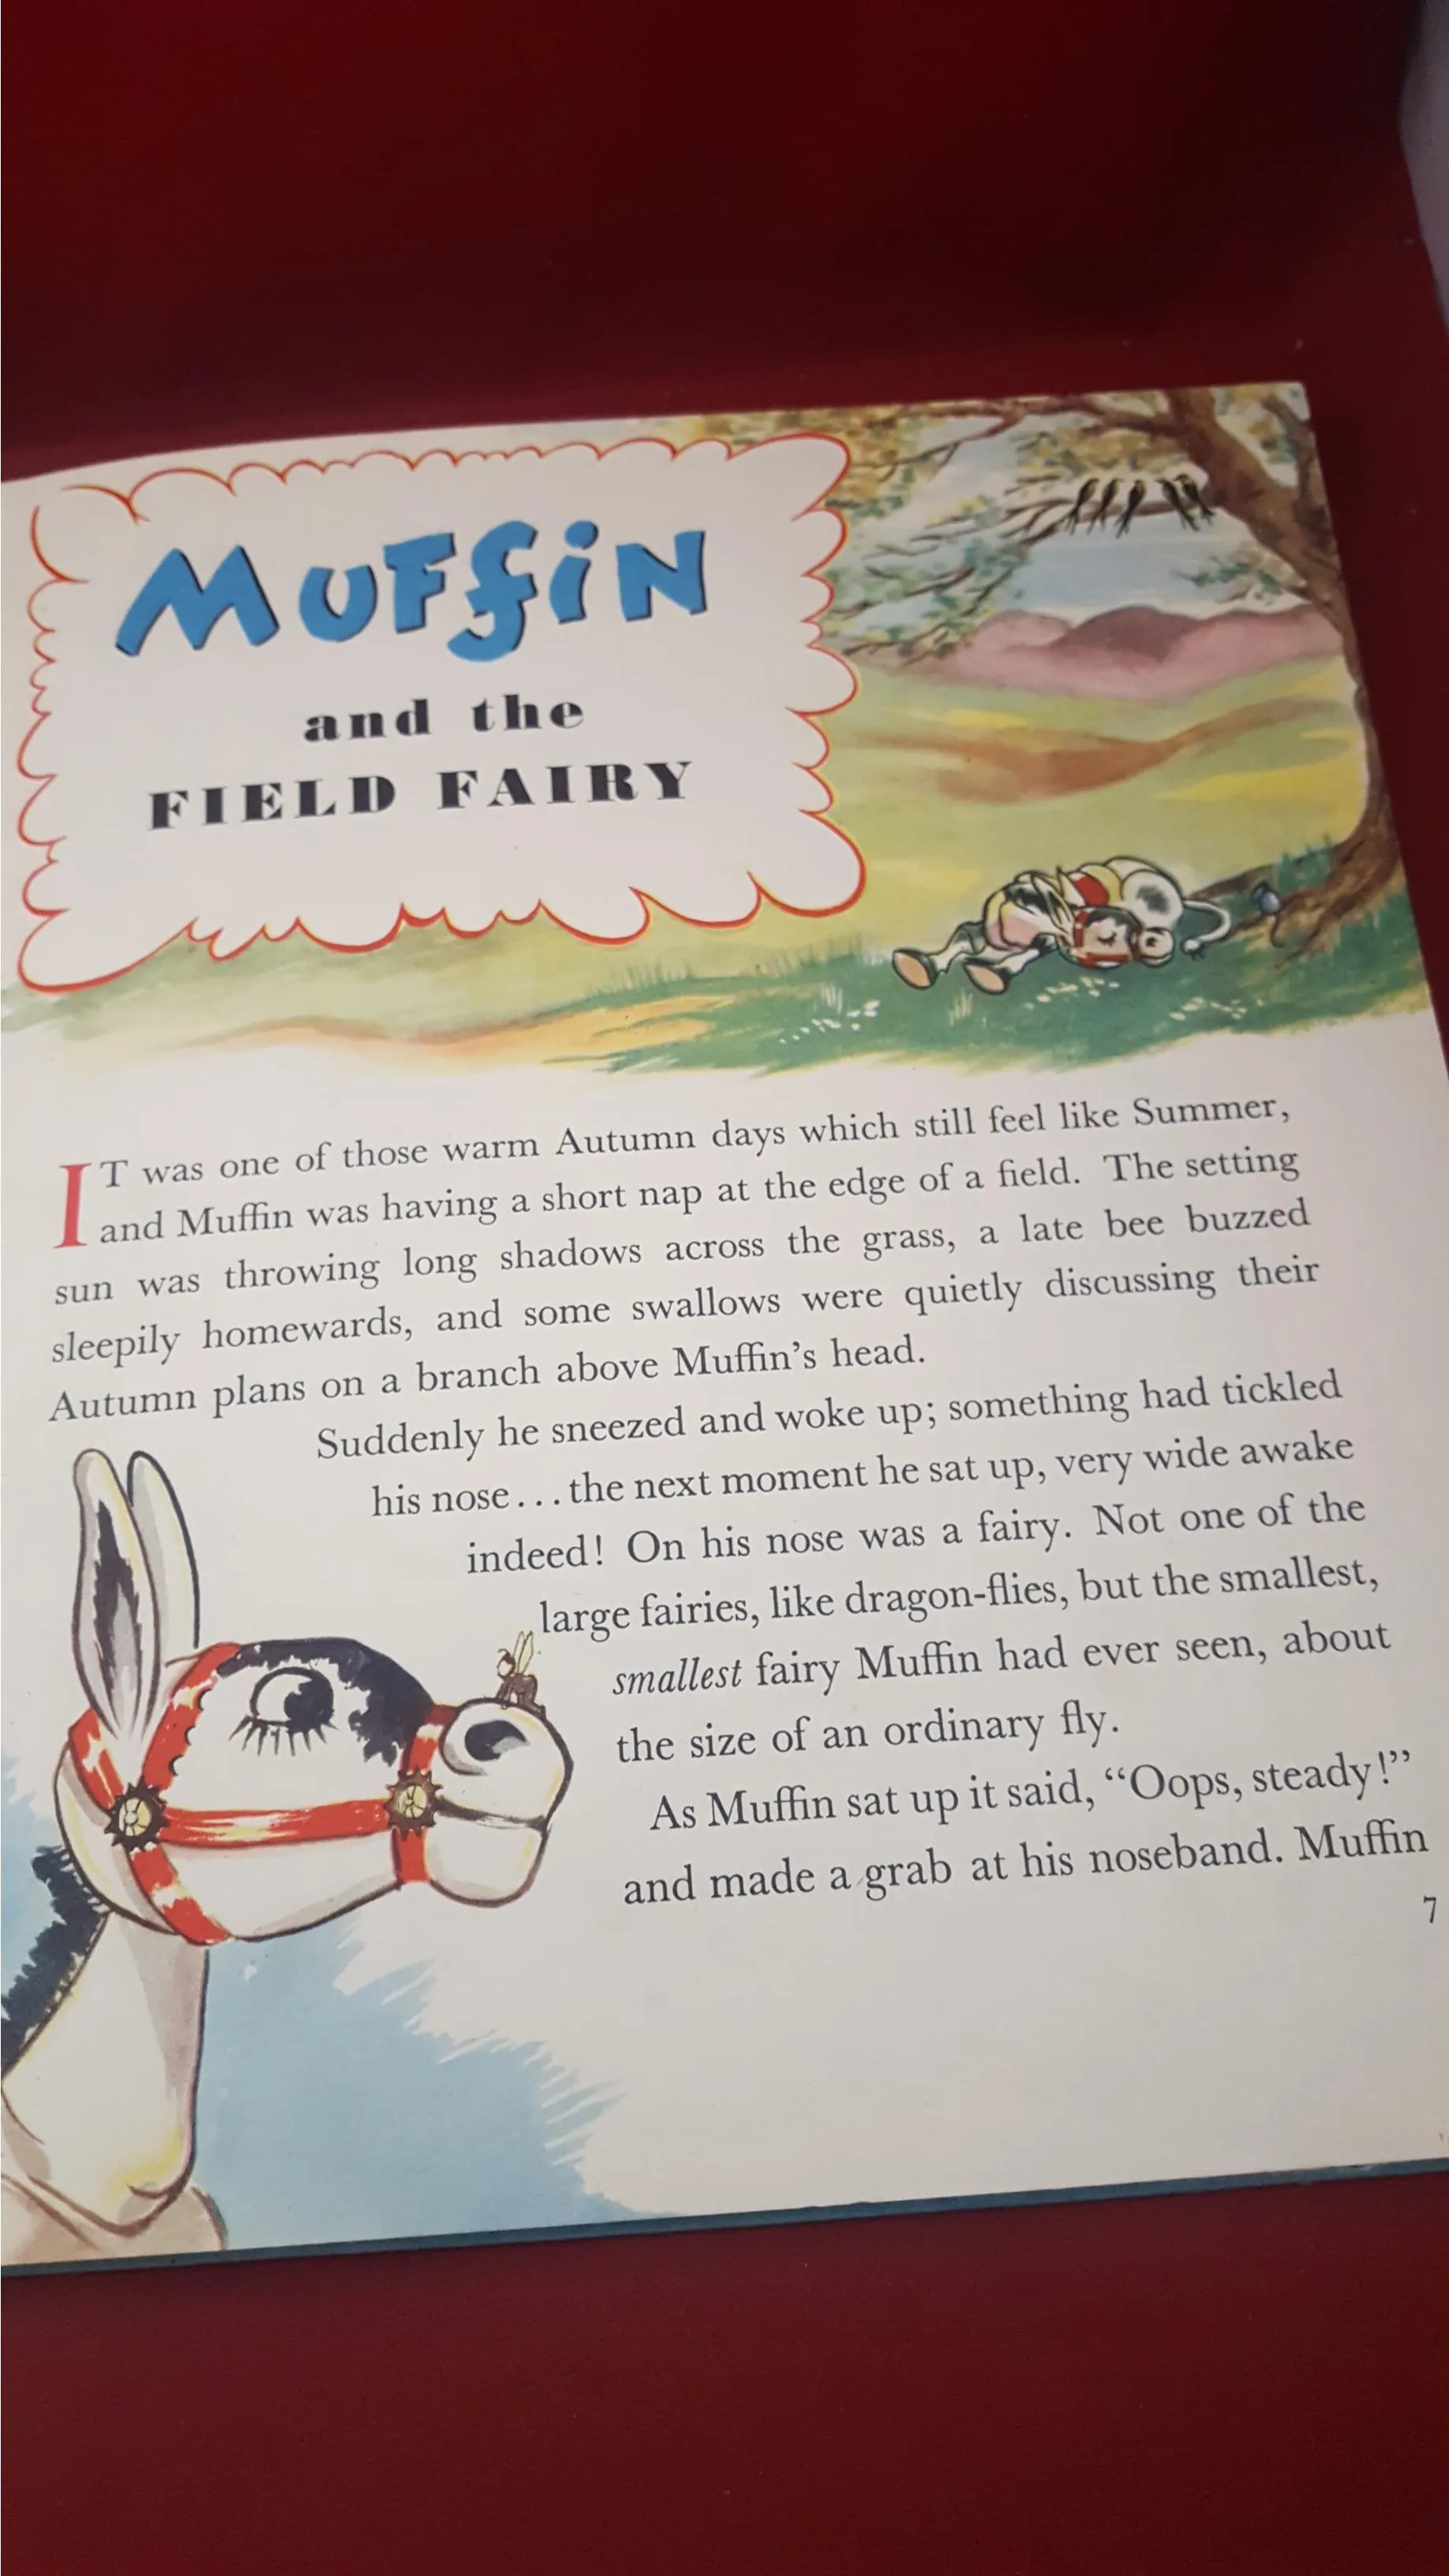 MUFFiN
and the
FIELD FAIRY
IT was one of those warm Autumn days which still feel like Summer,
and Muffin was having a short nap at the edge of a field. The setting
sun was throwing long shadows across the grass, a late bee buzzed
sleepily homewards, and some swallows were quietly discussing their
Autumn plans on a branch above Muffin's head.
Suddenly he sneezed and woke up; something had tickled
his nose...the next moment he sat up, very wide awake
indeed! On his nose was a fairy. Not one of the
large fairies, like dragon-flies, but the smallest,
smallest fairy Muffin had ever seen, about
the size of an ordinary fly.
As Muffin sat up it said, “Oops, steady!”
and made a grab at his noseband. Muffin
7